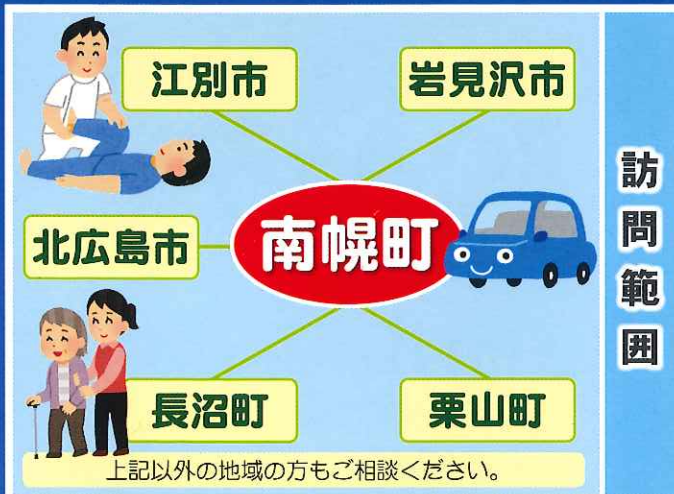 江別市
岩見沢市
北広島市
南幌町
長沼町
栗山町
上記以外の地域の方もご相談ください。
訪問範囲